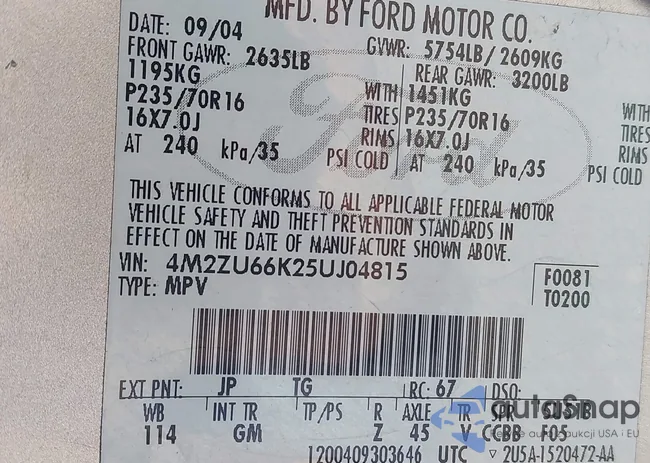 MFD. BY FORD MOTOR CO.
DATE: 09/04 GVWR: 5754LB/ 2609KG
FRONT GAWR: 2635LB REAR GAWR: 3200LB
1195KG WITH 1451KG WITH
P235/70R16 TIRES P235/70R16 TIRES
16X7.0J RIMS 16X7.0J RIMS
AT 240 kPa/35 PSI COLD AT 240 kPa/35 PSI COLD
Ford
THIS VEHICLE CONFORMS TO ALL APPLICABLE FEDERAL MOTOR
VEHICLE SAFETY AND THEFT PREVENTION STANDARDS IN
EFFECT ON THE DATE OF MANUFACTURE SHOWN ABOVE.
VIN: 4M2ZU66K25UJ04815 F0081
TYPE: MPV T0200
EXT PNT: JP TG RC: 67 DSO:
WB INT TR TP/PS R AXLE TR SPR
114 GM Z 45 V CCBB F05
1200409303646 UTC ▽ 2U5A-1520472-AA
autoSnap